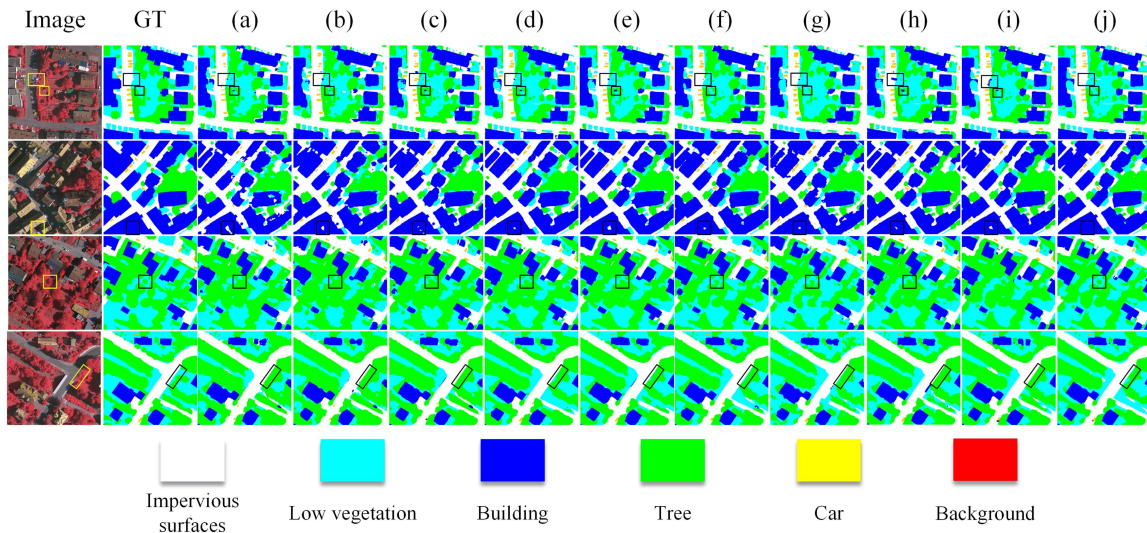 Image GT (a) (b) (c) (d) (e) (f) (g) (h) (i) (j)
Impervious
surfaces
Low vegetation
Building
Tree
Car
Background